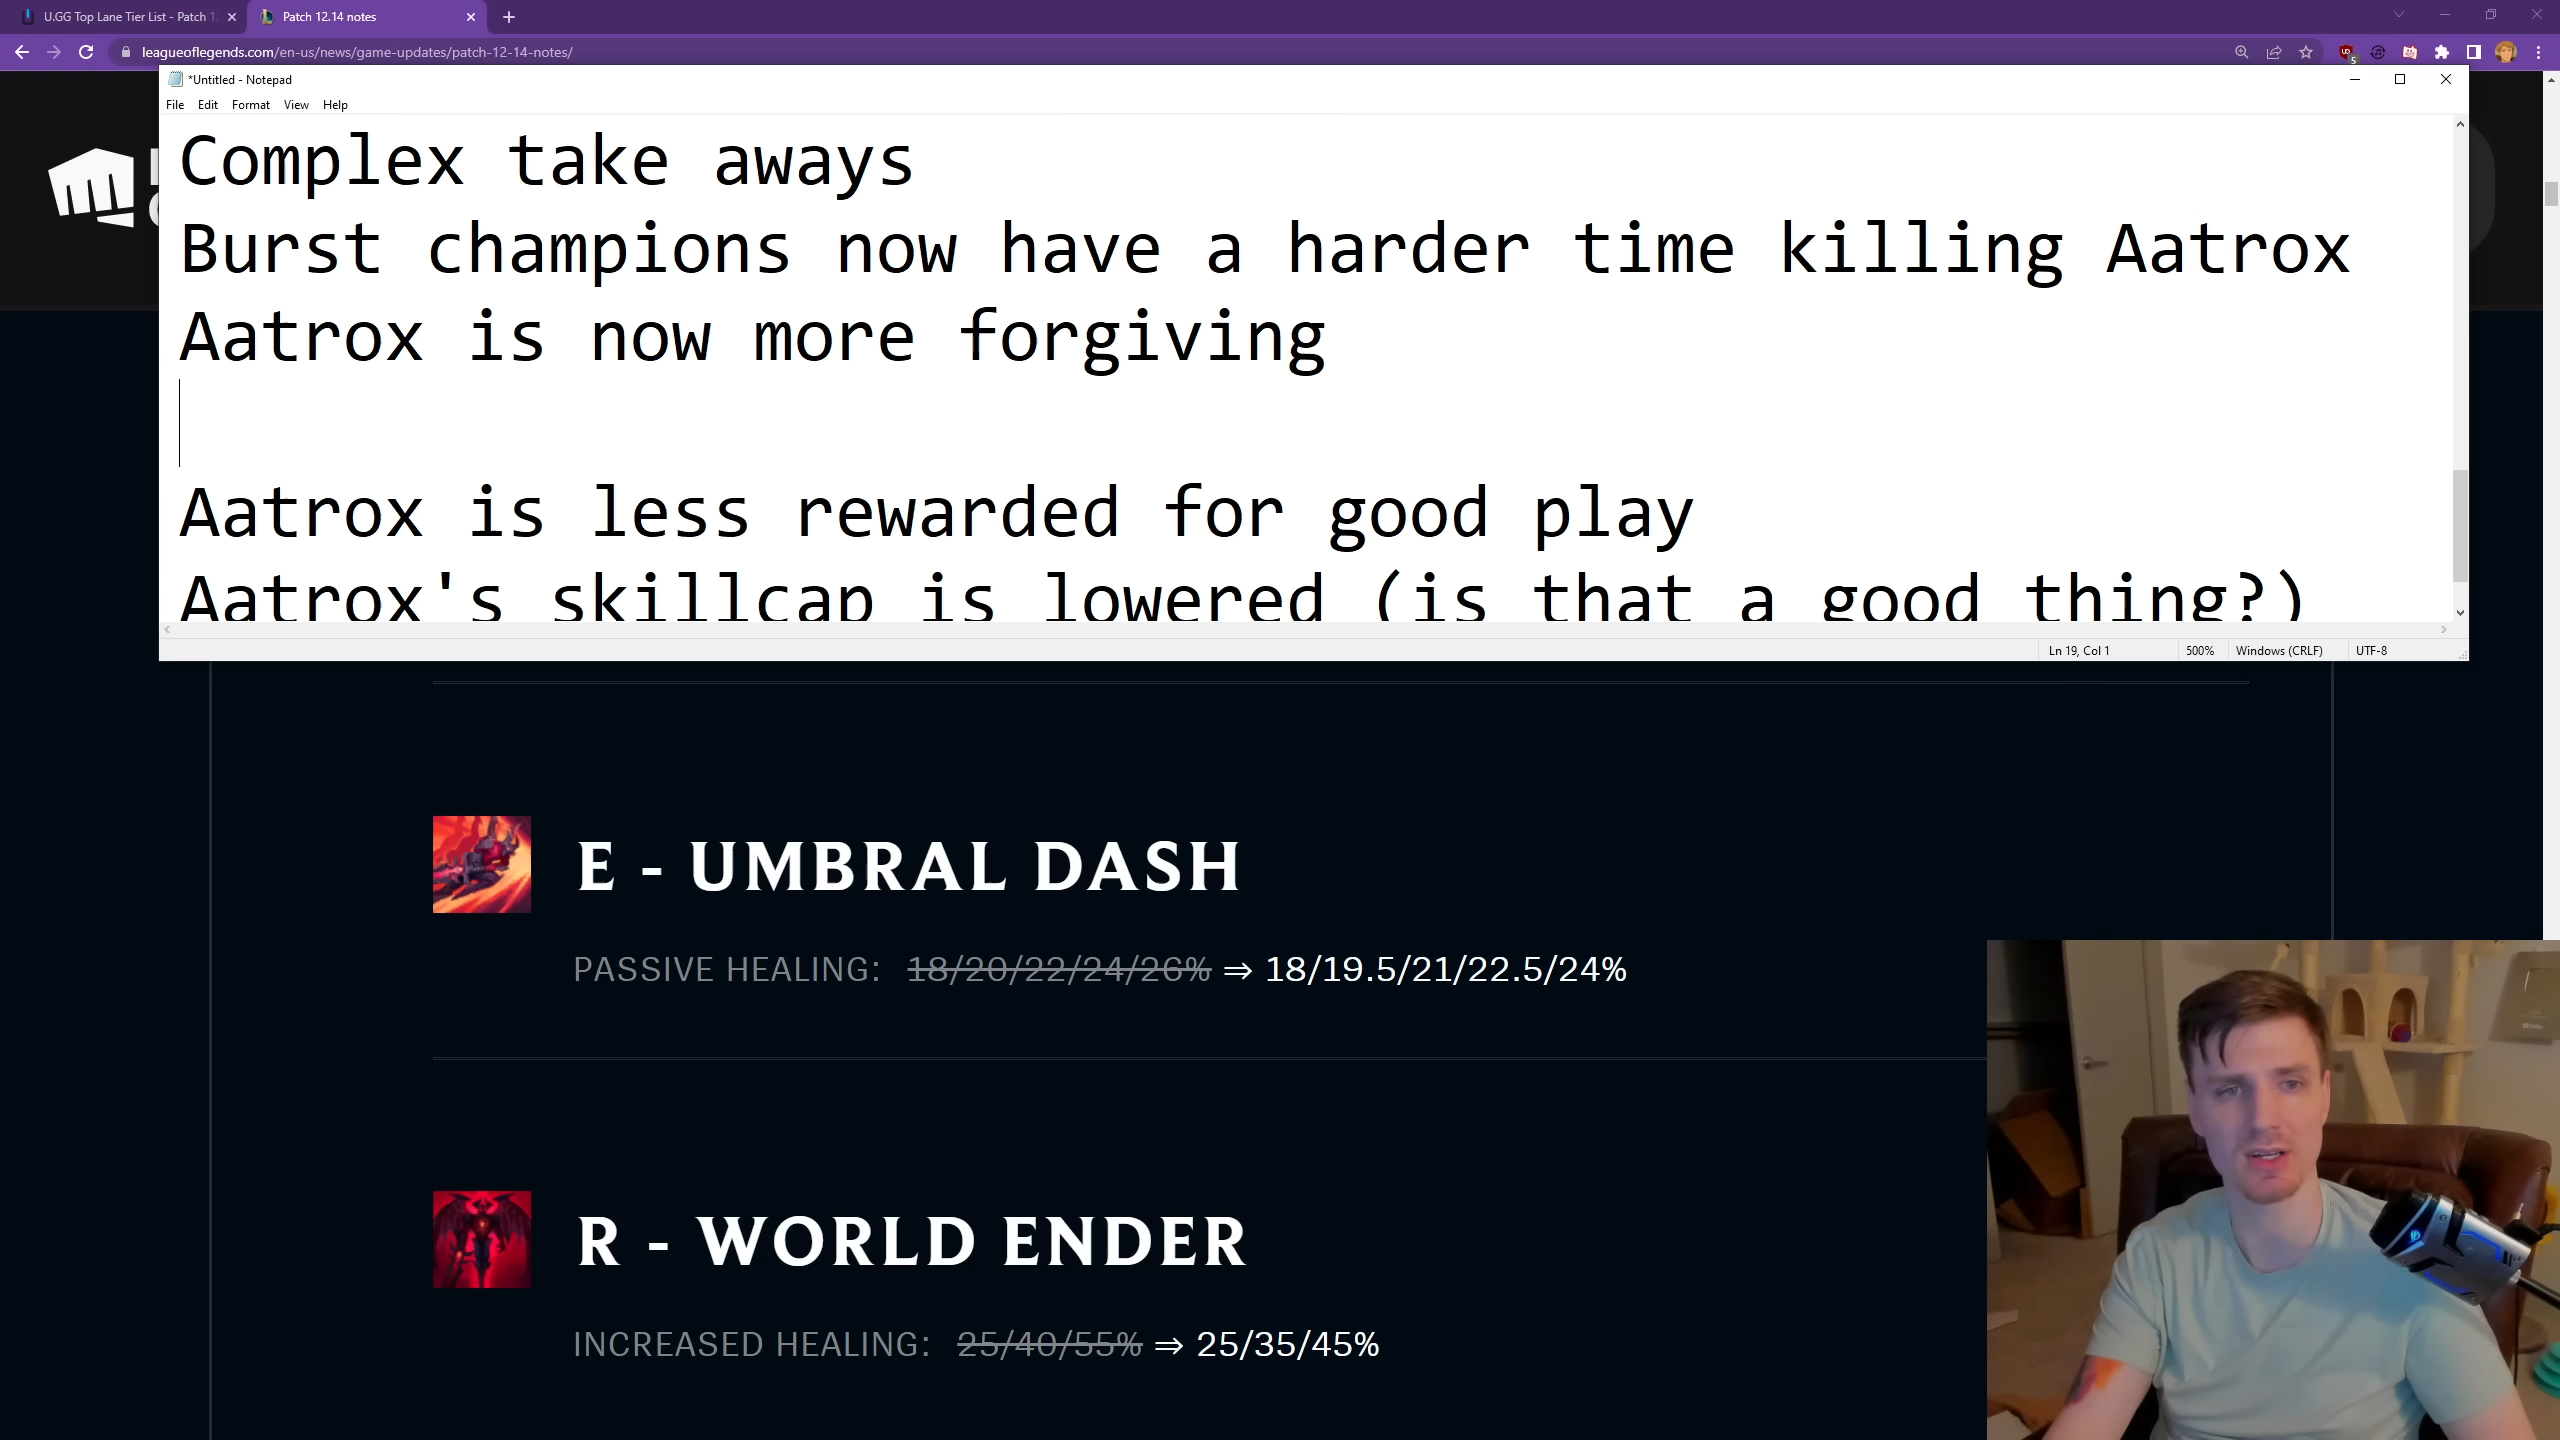 U.GG Top Lane Tier List - Patch 1
Patch 12.14 notes
leagueoflegends.com/en-us/news/game-updates/patch-12-14-notes/
5
*Untitled - Notepad
File Edit Format View Help
Complex take aways
Burst champions now have a harder time killing Aatrox
Aatrox is now more forgiving
Aatrox is less rewarded for good play
Aatrox's skillcap is lowered (is that a good thing?)
Ln 19, Col 1 500% Windows (CRLF) UTF-8
E - UMBRAL DASH
PASSIVE HEALING: 18/20/22/24/26% ⇒ 18/19.5/21/22.5/24%
R - WORLD ENDER
INCREASED HEALING: 25/40/55% ⇒ 25/35/45%